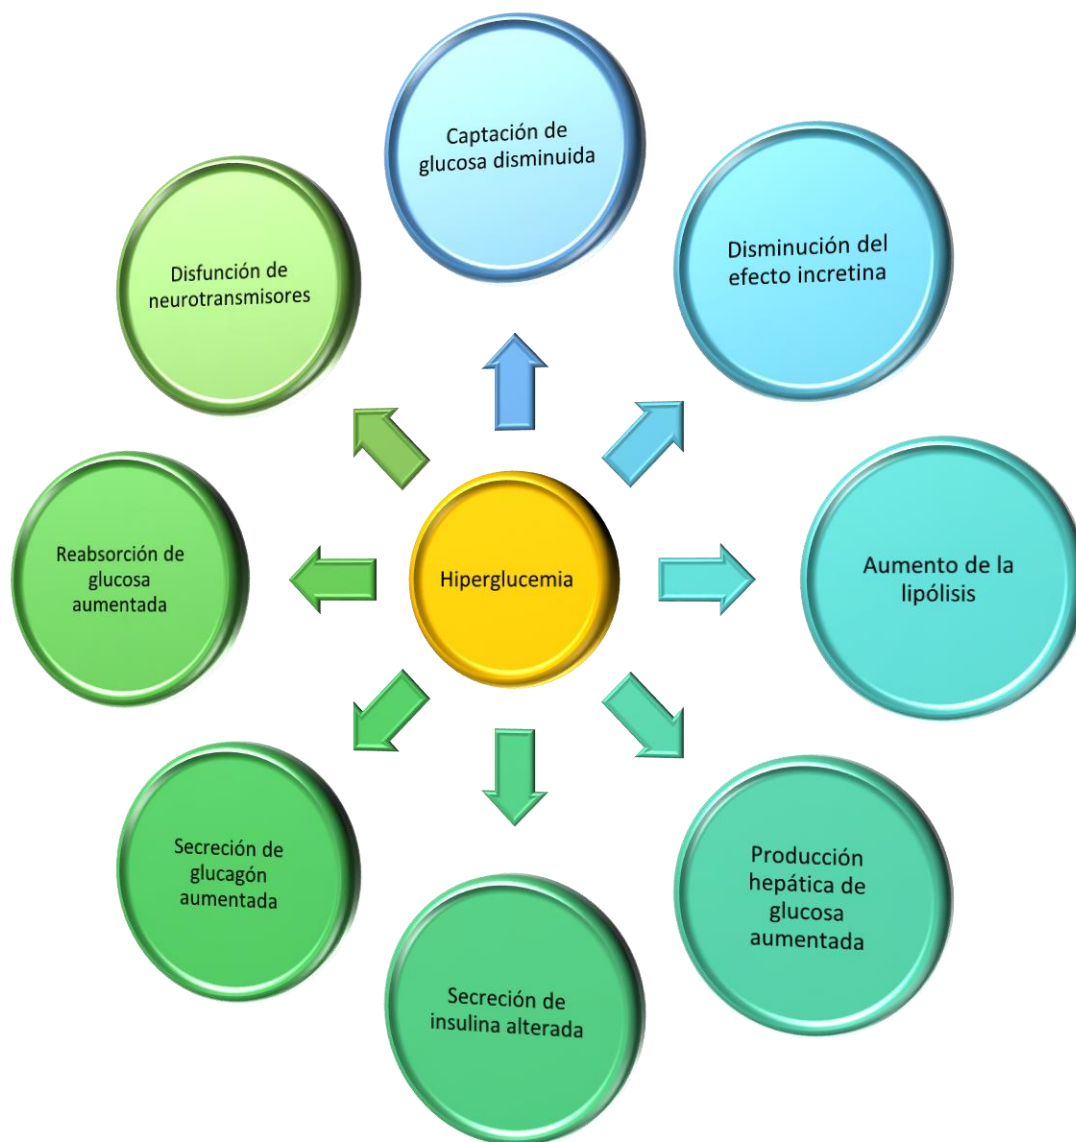 Captación de
glucosa disminuida
Disminución del
efecto incretina
Aumento de la
lipólisis
Producción
hepática de
glucosa
aumentada
Secreción de
insulina alterada
Secreción de
glucagón
aumentada
Reabsorción de
glucosa
aumentada
Disfunción de
neurotransmisores
Hiperglucemia